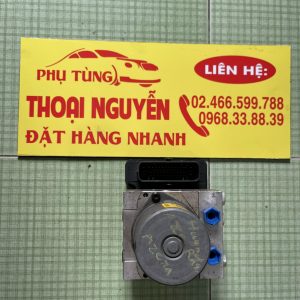 PHỤ TÙNG
LIÊN HỆ:
THOẠI NGUYỄN
02.466.599.788
0968.33.88.39
ĐẶT HÀNG NHANH